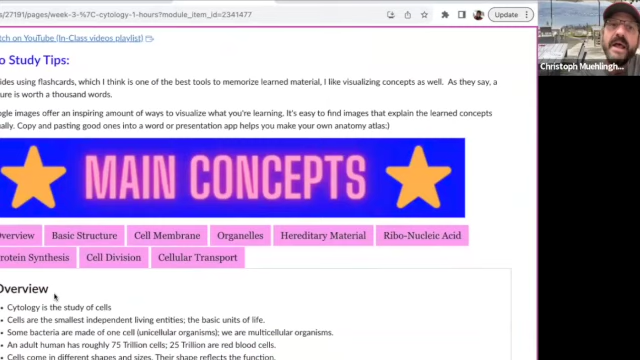 27191/pages/week-3-%7C-cytology-1-hours?module_item_id=2341477
Update
Christoph Muehlingh...
on YouTube (In-Class videos playlist)
Study Tips:
using flashcards, which I think is one of the best tools to memorize learned material, I like visualizing concepts as well. As they say, a
is worth a thousand words.
images offer an inspiring amount of ways to visualize what you're learning. It's easy to find images that explain the learned concepts
Copy and pasting good ones into a word or presentation app helps you make your own anatomy atlas:)
MAIN CONCEPTS
Overview Basic Structure Cell Membrane Organelles Hereditary Material Ribo-Nucleic Acid
Protein Synthesis Cell Division Cellular Transport
Overview
• Cytology is the study of cells
• Cells are the smallest independent living entities; the basic units of life.
• Some bacteria are made of one cell (unicellular organisms); we are multicellular organisms.
• An adult human has roughly 75 Trillion cells; 25 Trillion are red blood cells.
• Cells come in different shapes and sizes. Their shape reflects the function.